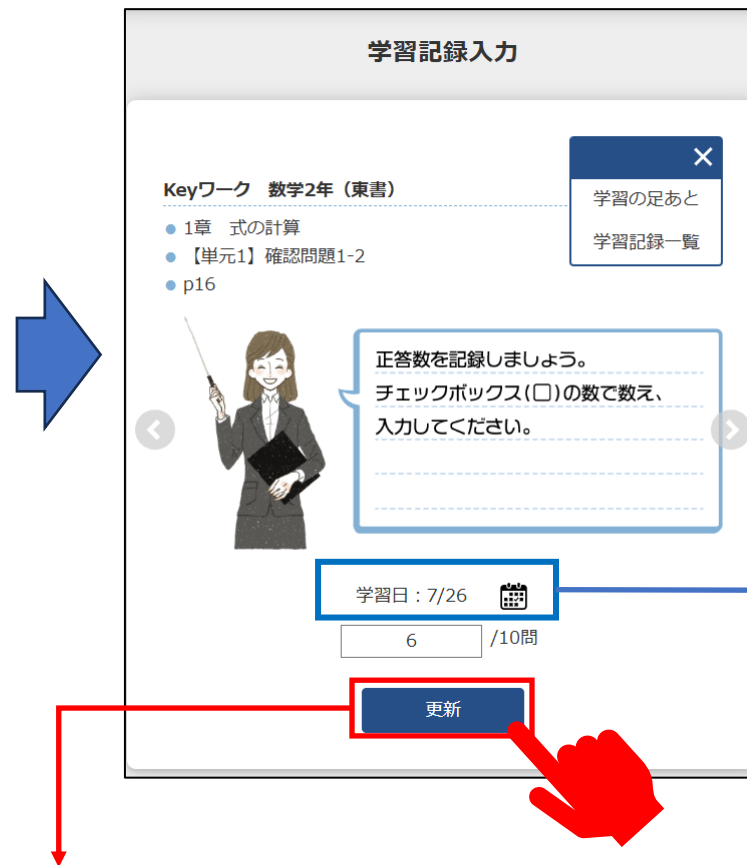 学習記録入力
Keyワーク　数学2年（東書）
学習の足あと
学習記録一覧
1章　式の計算
【単元1】確認問題1-2
p16
正答数を記録しましょう。
チェックボックス(□)の数で数え、
入力してください。
学習日：7/26
6 /10問
更新